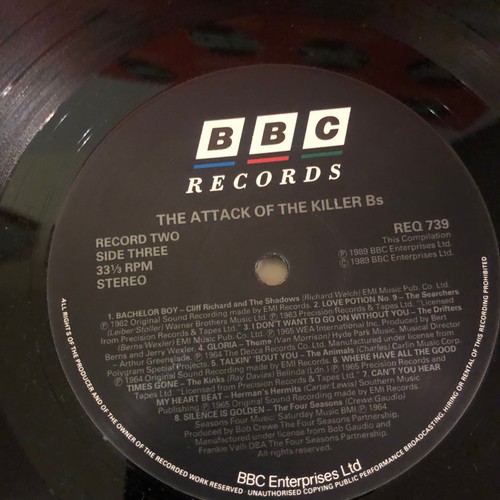 BBC
RECORDS
THE ATTACK OF THE KILLER Bs
RECORD TWO
SIDE THREE
33⅓ RPM
STEREO
REQ 739
This Compilation
Ⓟ 1989 BBC Enterprises Ltd.
© 1989 BBC Enterprises Ltd.
1. BACHELOR BOY – Cliff Richard and The Shadows (Richard/Welch) EMI Music Pub. Co.
Ⓟ 1962 Original Sound Recording made by EMI Records. 2. LOVE POTION No. 9 – The Searchers
(Leiber/Stoller) Warner Brothers Music Ltd. Ⓟ 1963 Precision Records & Tapes Ltd. "Licensed
from Precision Records & Tapes Ltd." 3. I DON'T WANT TO GO ON WITHOUT YOU – The Drifters
(Berns/Wexler) EMI Music Pub. Co. Ltd. Ⓟ 1965 WEA International Inc. Produced by Bert
Berns and Jerry Wexler. 4. GLORIA – Theme (Van Morrison) Hyde Park Music. Musical Director
– Arthur Greenslade. Ⓟ 1964 The Decca Record Co. Ltd. Manufactured under license from
Polygram Special Projects. 5. TALKIN' 'BOUT YOU – The Animals (Charles) Carlin Music Corp.
Ⓟ 1964 Original Sound Recording made by EMI Records. 6. WHERE HAVE ALL THE GOOD
TIMES GONE – The Kinks (Ray Davies) Belinda (Ldn.) Ⓟ 1965 Precision Records and
Tapes Ltd. "Licensed from Precision Records & Tapes Ltd." 7. CAN'T YOU HEAR
MY HEART BEAT – Herman's Hermits (Carter/Lewis) Southern Music
Publishing Ⓟ 1965 Original Sound Recording made by EMI Records.
8. SILENCE IS GOLDEN – The Four Seasons (Crewe/Gaudio)
Seasons Four Music, Saturday Music BMI Ⓟ 1964
Produced by Bob Crewe The Four Seasons Partnership.
Manufactured under license from Bob Gaudio and
Frankie Valli DBA The Four Seasons Partnership.
All rights reserved.
BBC Enterprises Ltd
ALL RIGHTS OF THE PRODUCER AND OF THE OWNER OF THE RECORDED WORK RESERVED UNAUTHORISED COPYING PUBLIC PERFORMANCE BROADCASTING, HIRING OR RENTAL OF THIS RECORDING PROHIBITED